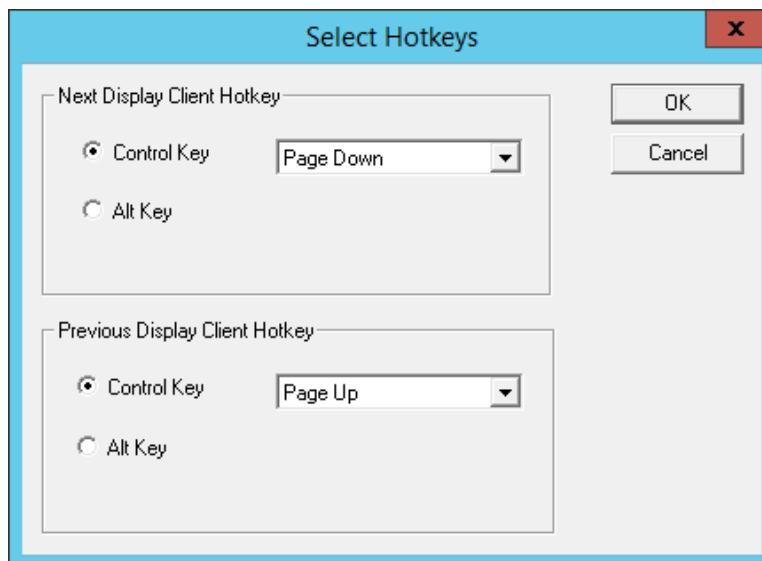 Select Hotkeys
x
Next Display Client Hotkey
Control Key
Page Down
Alt Key
OK
Cancel
Previous Display Client Hotkey
Control Key
Page Up
Alt Key